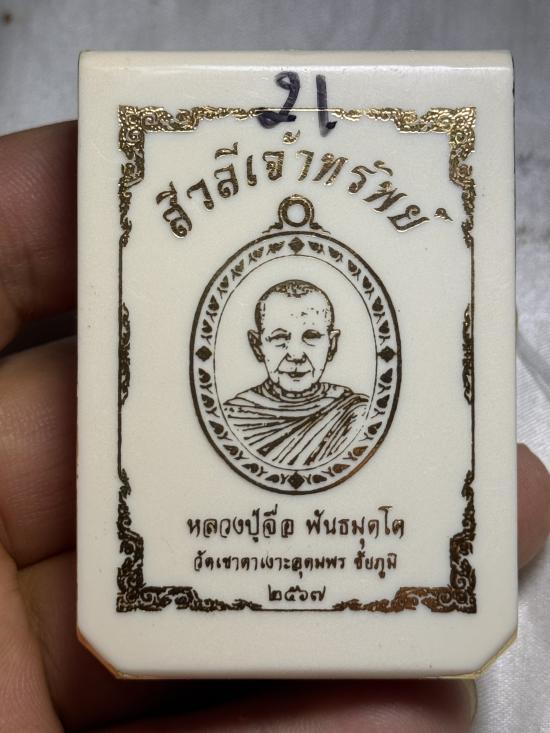 21
สีวลีเจ้าทรัพย์
หลวงปู่จื่อ พันธมุตโต
วัดเขาตาเงาะอุดมพร ชัยภูมิ
๒๕๖๗